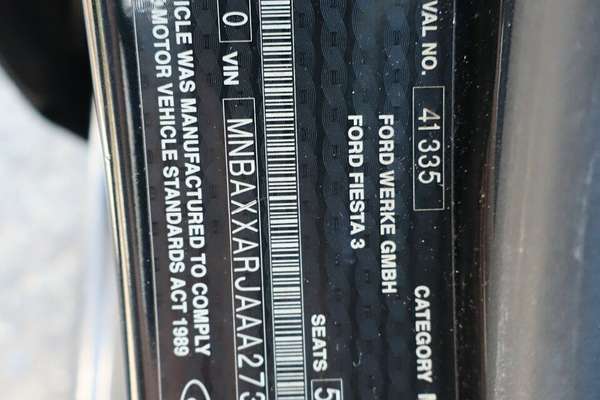 VAL NO. 41335 CATEGORY
FORD WERKE GMBH
FORD FIESTA 3
SEATS 5
0 VIN MNBAXXARJAAA273
ICLE WAS MANUFACTURED TO COMPLY
MOTOR VEHICLE STANDARDS ACT 1989